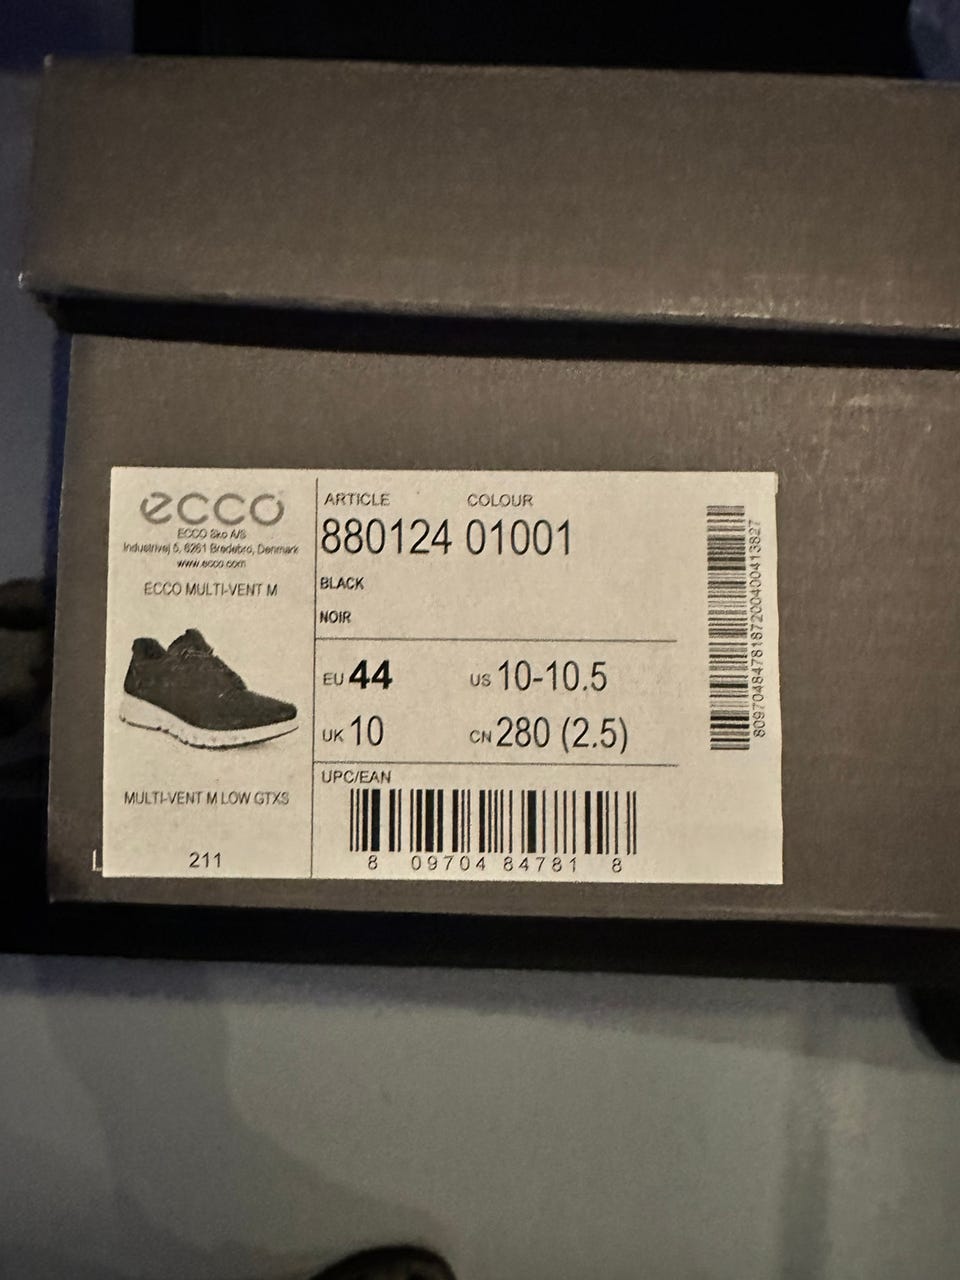 ecco
ECCO Sko A/S
Industrivej 5, 6261 Bredebro, Denmark
www.ecco.com
ECCO MULTI-VENT M
MULTI-VENT M LOW GTXS
211
ARTICLE COLOUR
880124 01001
BLACK
NOIR
EU 44 US 10-10.5
UK 10 CN 280 (2.5)
UPC/EAN
8 09704 84781 8